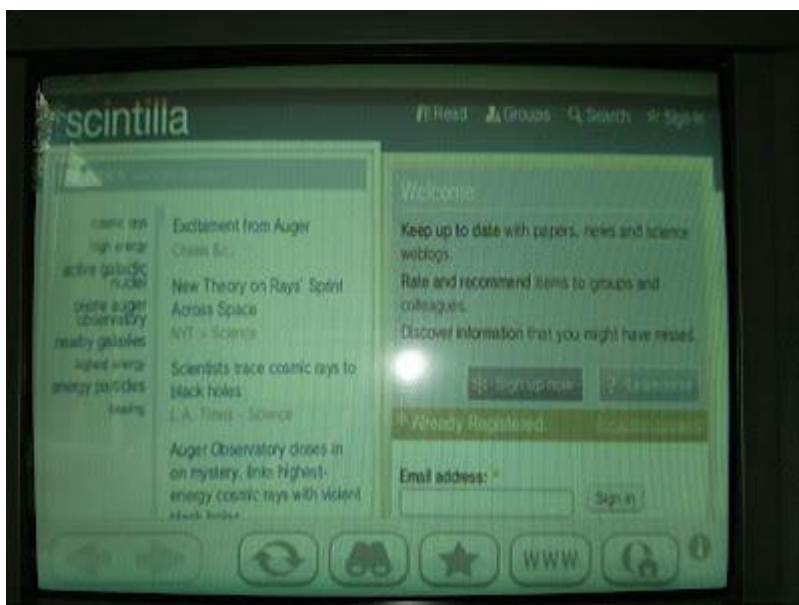 scintilla
Read Groups Search Sign in
cosmic rays
high energy
active galactic
nuclei
pierre auger
observatory
nearby galaxies
highest energy
energy particles
Excitement from Auger
New Theory on Rays' Sprint
Across Space
NYT > Science
Scientists trace cosmic rays to
black holes
L.A. Times - Science
Auger Observatory closes in
on mystery, links highest-
energy cosmic rays with violent
black holes
Welcome
Keep up to date with papers, news and science
weblogs.
Rate and recommend items to groups and
colleagues.
Discover information that you might have missed.
Sign up now
Already Registered
Email address: *
Sign in
WWW